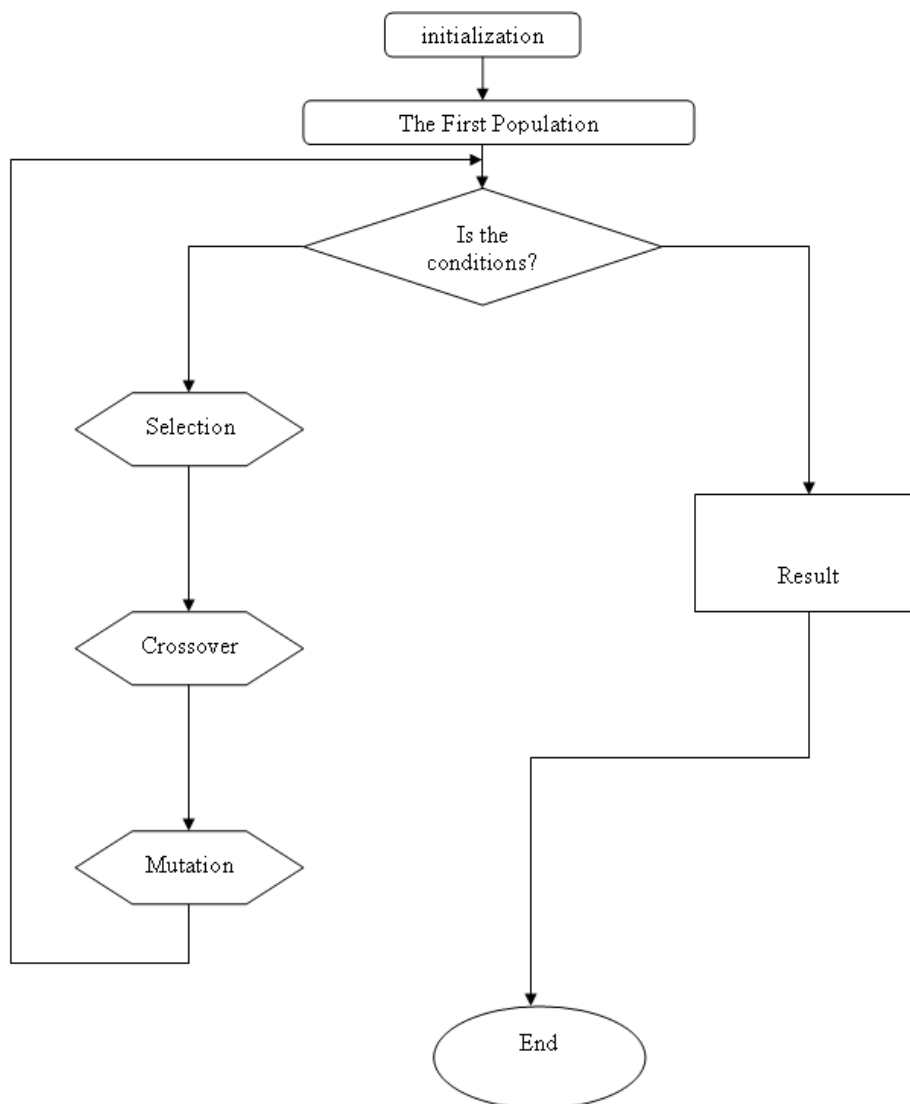 initialization
The First Population
Is the
conditions?
Selection
Crossover
Mutation
Result
End